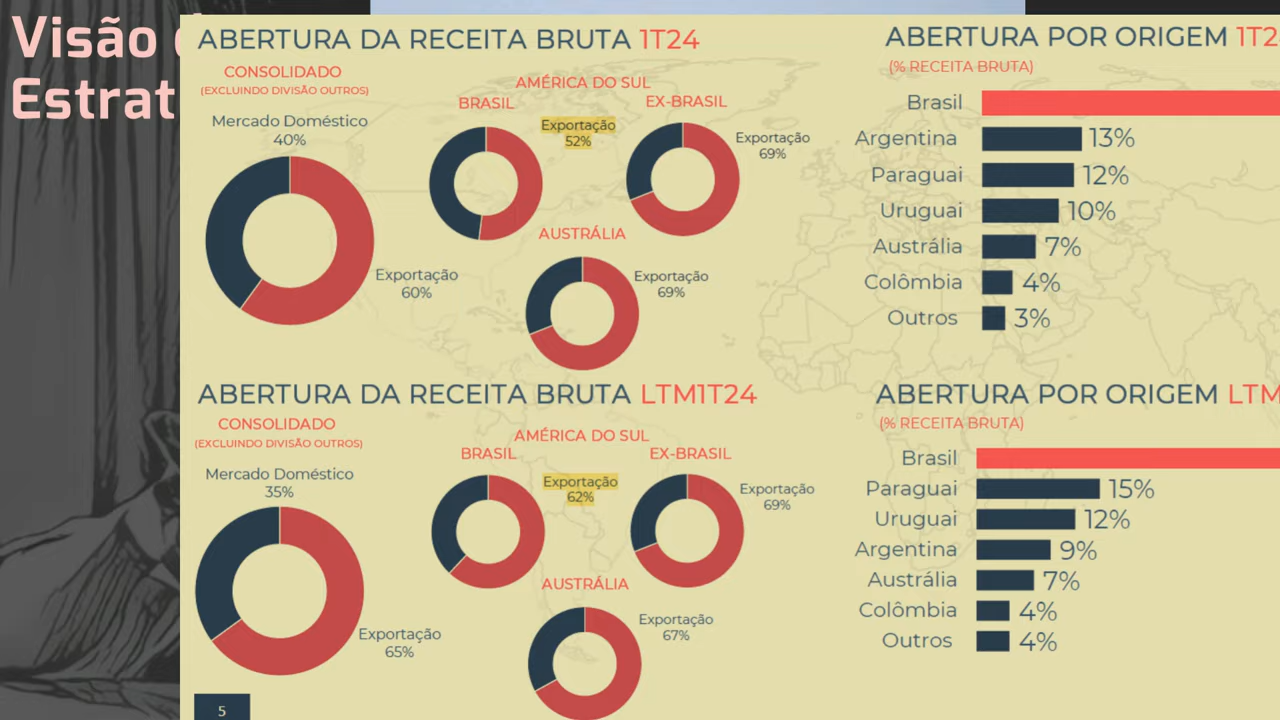 Visão
Estrat
ABERTURA DA RECEITA BRUTA 1T24
CONSOLIDADO
(EXCLUINDO DIVISÃO OUTROS)
Mercado Doméstico
40%
Exportação
60%
AMÉRICA DO SUL
BRASIL
Exportação
52%
EX-BRASIL
Exportação
69%
AUSTRÁLIA
Exportação
69%
ABERTURA POR ORIGEM 1T2
(% RECEITA BRUTA)
Brasil
Argentina 13%
Paraguai 12%
Uruguai 10%
Austrália 7%
Colômbia 4%
Outros 3%
ABERTURA DA RECEITA BRUTA LTM1T24
CONSOLIDADO
(EXCLUINDO DIVISÃO OUTROS)
Mercado Doméstico
35%
Exportação
65%
AMÉRICA DO SUL
BRASIL
Exportação
62%
EX-BRASIL
Exportação
69%
AUSTRÁLIA
Exportação
67%
ABERTURA POR ORIGEM LTM
(% RECEITA BRUTA)
Brasil
Paraguai 15%
Uruguai 12%
Argentina 9%
Austrália 7%
Colômbia 4%
Outros 4%
5